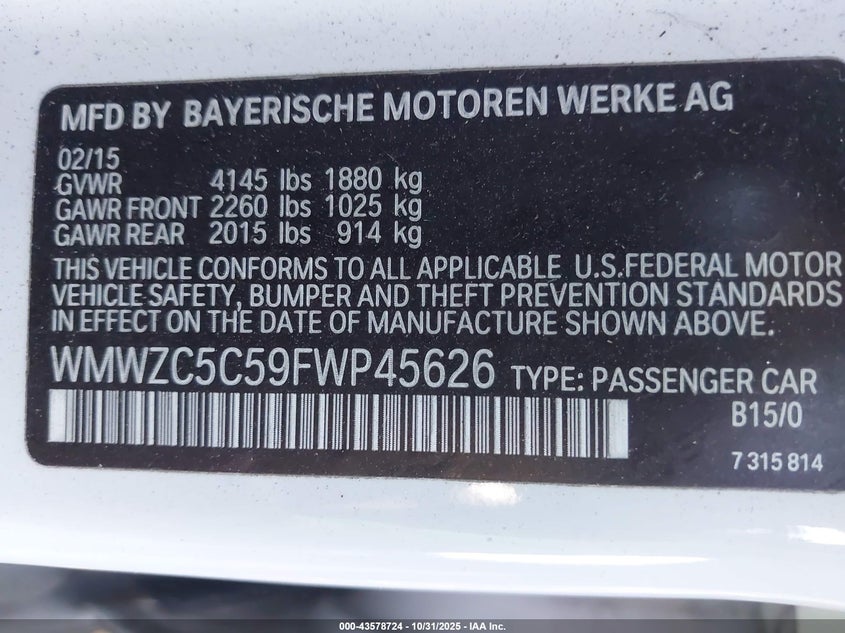 MFD BY BAYERISCHE MOTOREN WERKE AG
02/15
GVWR 4145 lbs 1880 kg
GAWR FRONT 2260 lbs 1025 kg
GAWR REAR 2015 lbs 914 kg
THIS VEHICLE CONFORMS TO ALL APPLICABLE U.S.FEDERAL MOTOR
VEHICLE SAFETY, BUMPER AND THEFT PREVENTION STANDARDS
IN EFFECT ON THE DATE OF MANUFACTURE SHOWN ABOVE.
WMWZC5C59FWP45626 TYPE: PASSENGER CAR
B15/0
7 315 814
000-43578724 - 10/31/2025 - IAA Inc.